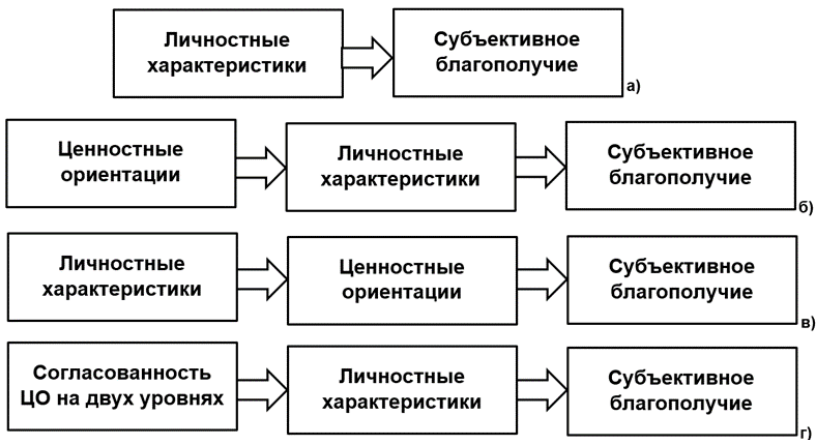 Личностные характеристики
Субъективное благополучие
а)
Ценностные ориентации
Личностные характеристики
Субъективное благополучие
б)
Личностные характеристики
Ценностные ориентации
Субъективное благополучие
в)
Согласованность ЦО на двух уровнях
Личностные характеристики
Субъективное благополучие
г)